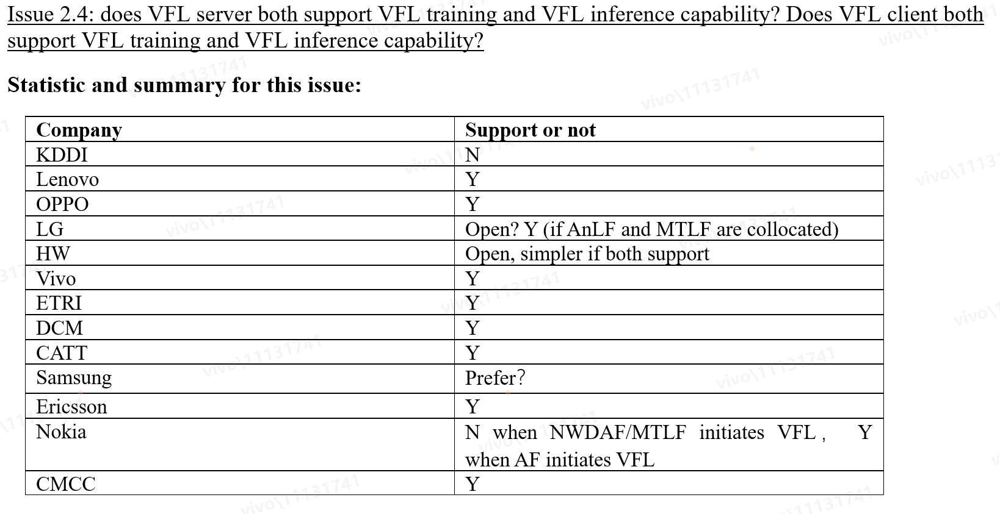 Issue 2.4: does VFL server both support VFL training and VFL inference capability? Does VFL client both
support VFL training and VFL inference capability?
Statistic and summary for this issue:
Company Support or not
KDDI N
Lenovo Y
OPPO Y
LG Open? Y (if AnLF and MTLF are collocated)
HW Open, simpler if both support
Vivo Y
ETRI Y
DCM Y
CATT Y
Samsung Prefer?
Ericsson Y
Nokia N when NWDAF/MTLF initiates VFL， Y
when AF initiates VFL
CMCC Y
vivo\11131741